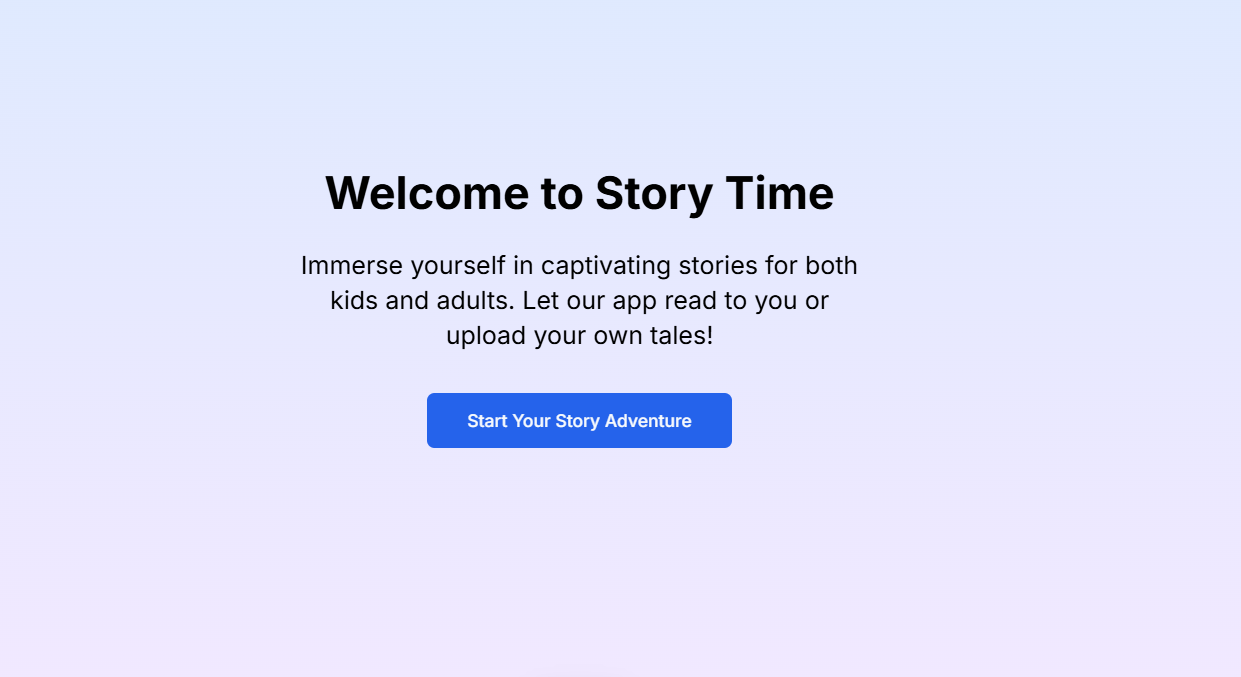 Welcome to Story Time
Immerse yourself in captivating stories for both
kids and adults. Let our app read to you or
upload your own tales!
Start Your Story Adventure